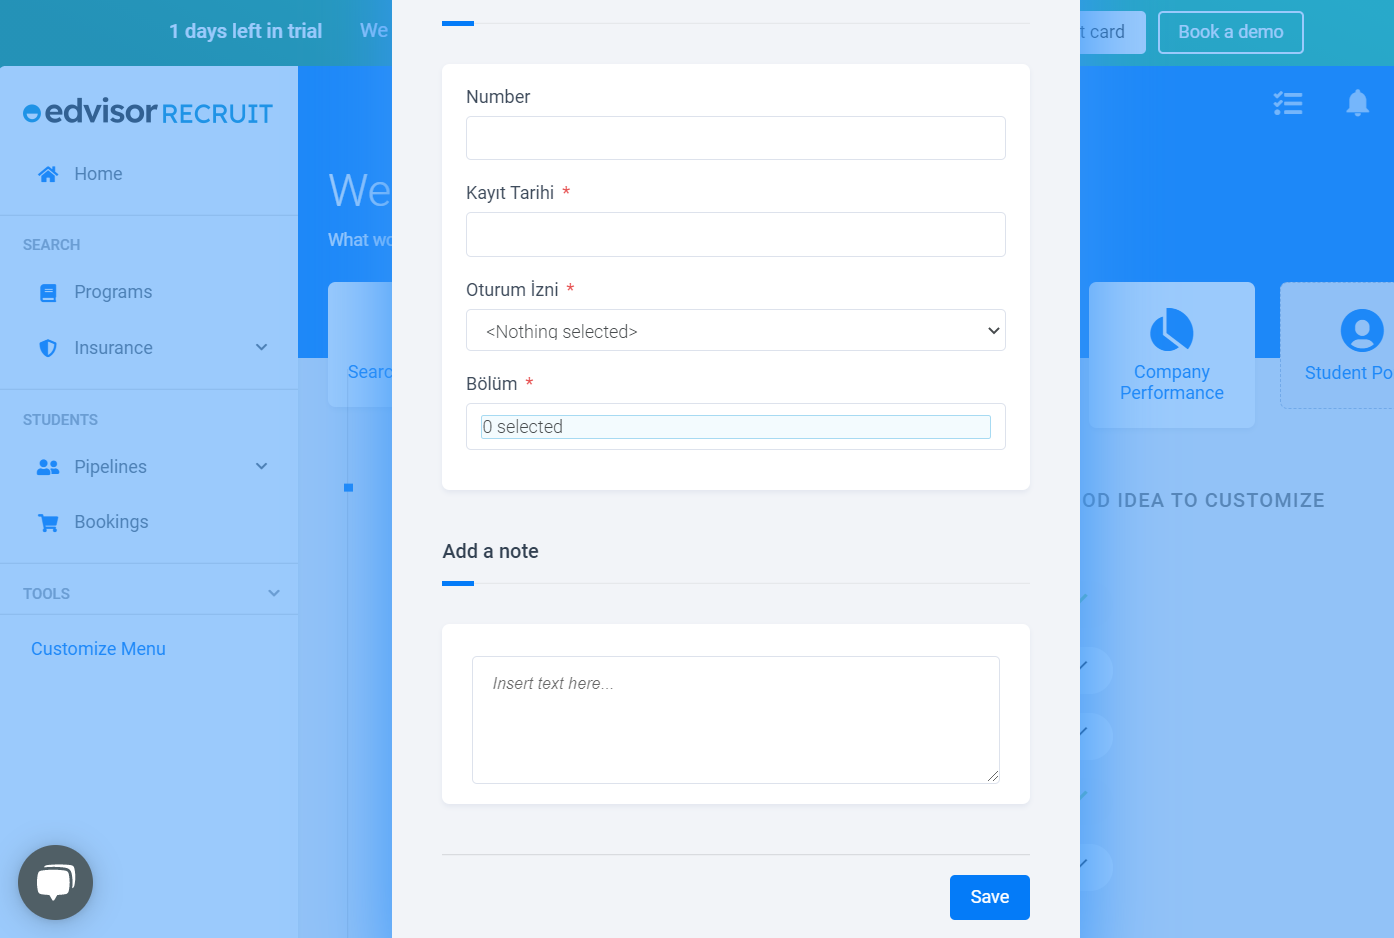 1 days left in trial
We
t card
Book a demo
edvisor RECRUIT
Home
SEARCH
Programs
Insurance
STUDENTS
Pipelines
Bookings
TOOLS
Customize Menu
We
What wo
Searc
Number
Kayıt Tarihi *
Oturum İzni *
<Nothing selected>
Bölüm *
0 selected
Add a note
Insert text here...
Save
Company
Performance
Student Po
OD IDEA TO CUSTOMIZE